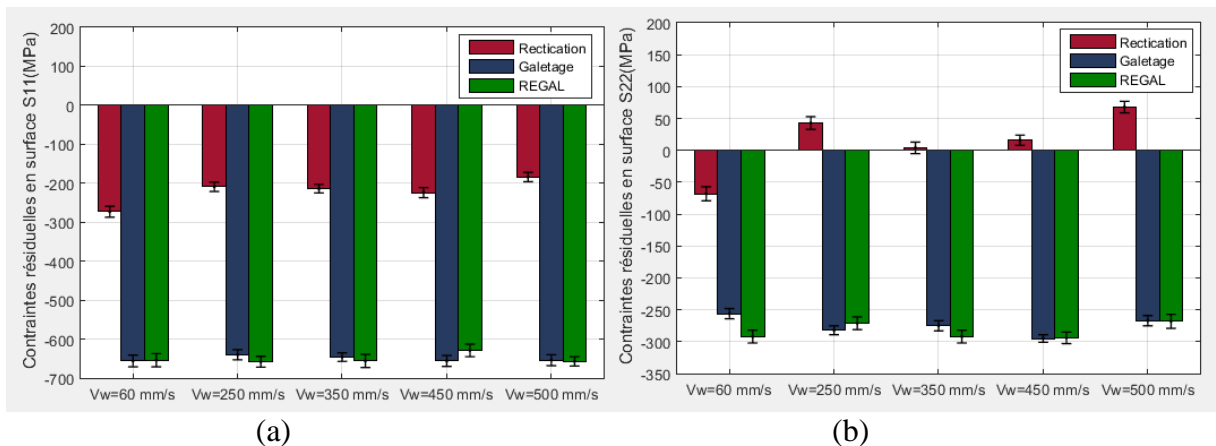 Contraintes résiduelles en surface S11(MPa)
200
100
0
-100
-200
-300
-400
-500
-600
-700
Rectication
Galetage
REGAL
Vw=60 mm/s
Vw=250 mm/s
Vw=350 mm/s
Vw=450 mm/s
Vw=500 mm/s
(a)
Contraintes résiduelles en surface S22(MPa)
200
150
100
50
0
-50
-100
-150
-200
-250
-300
-350
Rectication
Galetage
REGAL
Vw=60 mm/s
Vw=250 mm/s
Vw=350 mm/s
Vw=450 mm/s
Vw=500 mm/s
(b)